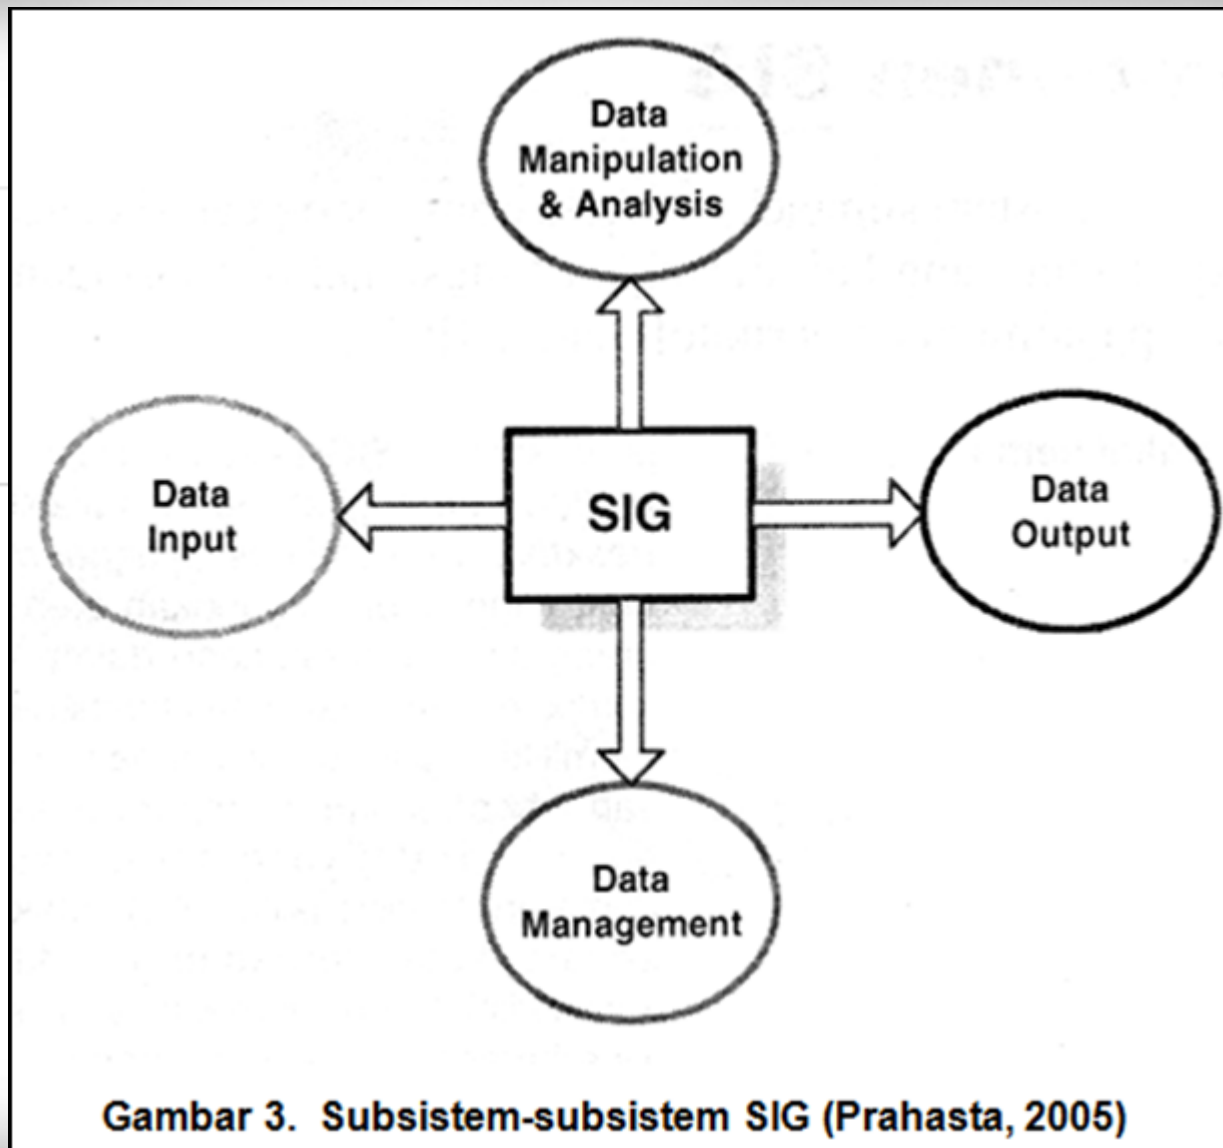 Data
Manipulation
& Analysis
Data
Input
SIG
Data
Output
Data
Management
Gambar 3.  Subsistem-subsistem SIG (Prahasta, 2005)